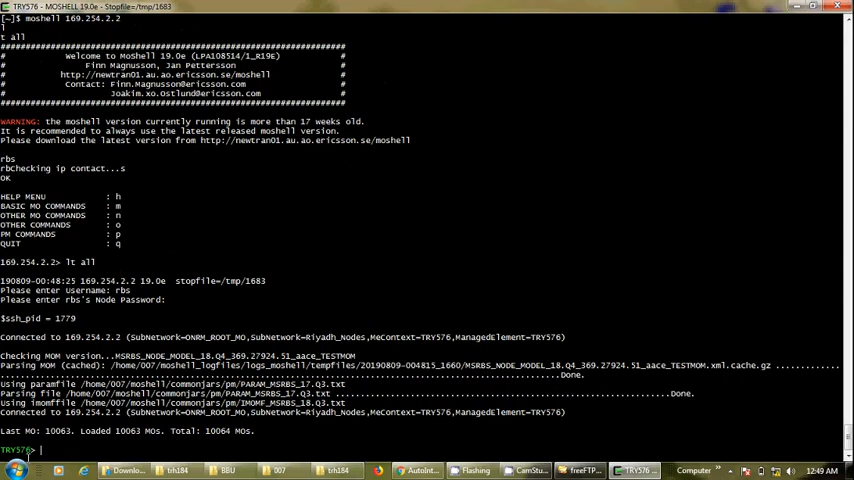 TRY576 - MOSHELL 19.0e - Stopfile=/tmp/1683
[~]$ moshell 169.254.2.2
l
t all
################################################################
# Welcome to MoShell 19.0e (LPA108514/1_R19E) #
# Finn Magnusson, Jan Pettersson #
# http://newtran01.au.ao.ericsson.se/moshell #
# Contact: Finn.Magnusson@ericsson.com #
# Joakim.xo.Ostlund@ericsson.com #
################################################################
WARNING: the moshell version currently running is more than 17 weeks old.
It is recommended to always use the latest released moshell version.
Please download the latest version from http://newtran01.au.ao.ericsson.se/moshell
rbs
rbChecking ip contact...s
OK
HELP MENU : h
BASIC MO COMMANDS : m
OTHER MO COMMANDS : n
OTHER COMMANDS : o
PM COMMANDS : p
QUIT : q
169.254.2.2> lt all
190809-00:48:25 169.254.2.2 19.0e stopfile=/tmp/1683
Please enter Username: rbs
Please enter rbs's Node Password:
$ssh_pid = 1779
Connected to 169.254.2.2 (SubNetwork=ONRM_ROOT_MO,SubNetwork=Riyadh_Nodes,MeContext=TRY576,ManagedElement=TRY576)
Checking MOM version...MSRBS_NODE_MODEL_18.Q4_369.27924.51_aace_TESTMOM
Parsing MOM (cached): /home/007/moshell_logfiles/logs_moshell/tempfiles/20190809-004815_1660/MSRBS_NODE_MODEL_18.Q4_369.27924.51_aace_TESTMOM.xml.cache.gz .............
................................................................................................Done.
Using paramfile /home/007/moshell/commonjars/pm/PARAM_MSRBS_17.Q3.txt
Parsing file /home/007/moshell/commonjars/pm/PARAM_MSRBS_17.Q3.txt ...................................................................Done.
Using imomffile /home/007/moshell/commonjars/pm/IMOMF_MSRBS_18.Q3.txt
Connected to 169.254.2.2 (SubNetwork=ONRM_ROOT_MO,SubNetwork=Riyadh_Nodes,MeContext=TRY576,ManagedElement=TRY576)
Last MO: 10063. Loaded 10063 MOs. Total: 10064 MOs.
TRY576>
Downlo... trh184 BBU 007 trh184 AutoInt... Flashing CamStu... freeFTP... TRY576 ... Computer » 12:49 AM